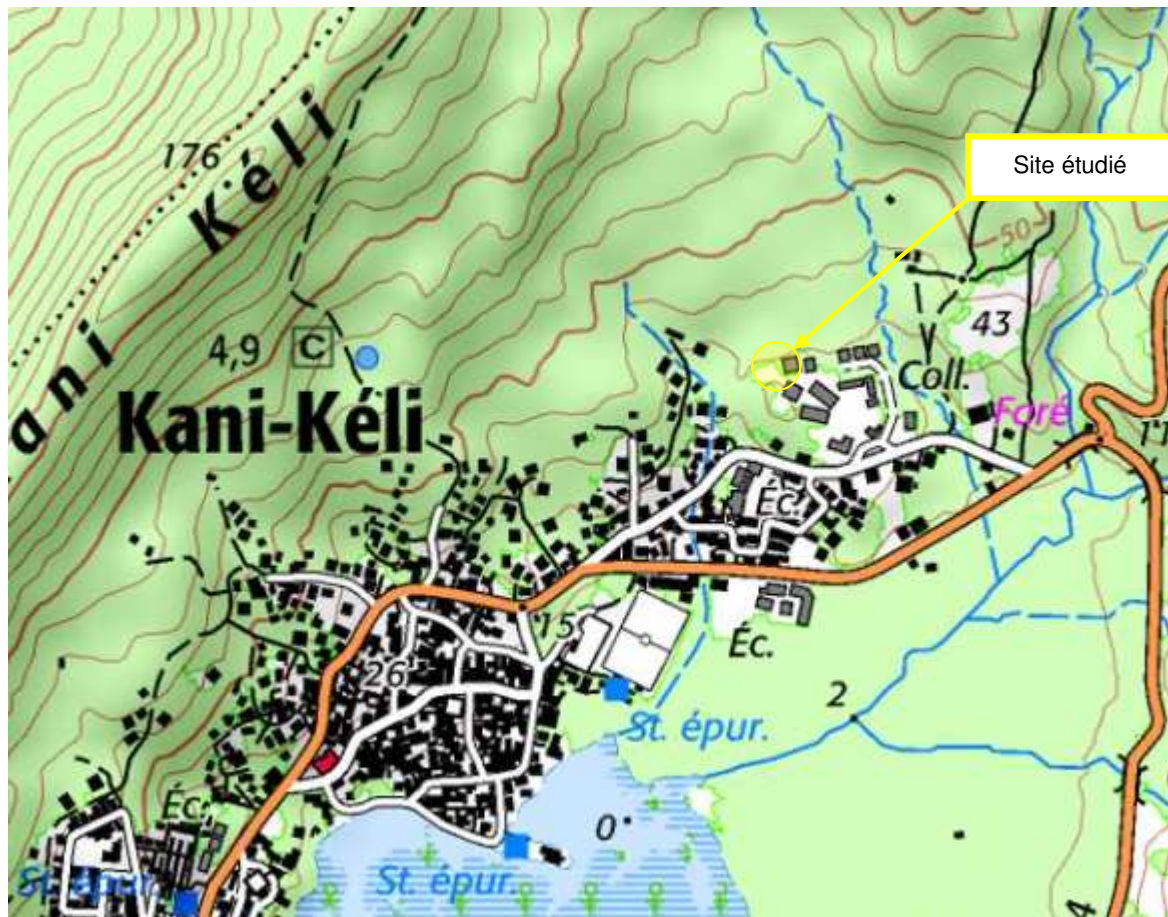 176
Kani Kéli
Site étudié
50
43
4,9 C
Kani-Kéli
Coll.
Foré
Éc.
15
Éc.
26
2
St. épur.
Éc.
0
St. épur.
St. épur.
4